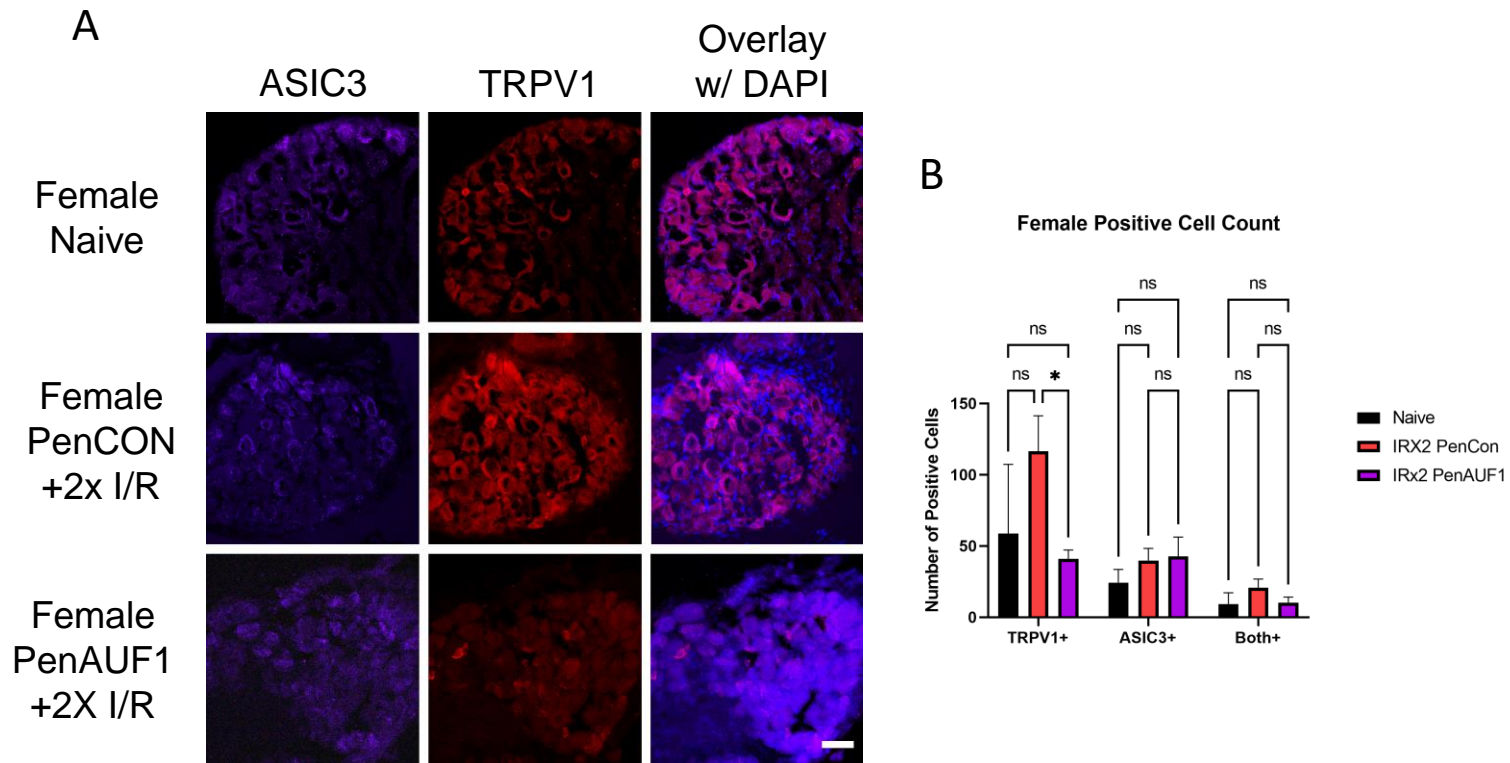 A
ASIC3
TRPV1
Overlay
w/ DAPI
Female
Naive
Female
PenCON
+2x I/R
Female
PenAUF1
+2X I/R
B
Female Positive Cell Count
ns
ns
ns
ns
ns
*
ns
ns
ns
ns
Number of Positive Cells
150
100
50
0
TRPV1+
ASIC3+
Both+
Naive
IRX2 PenCon
IRx2 PenAUF1